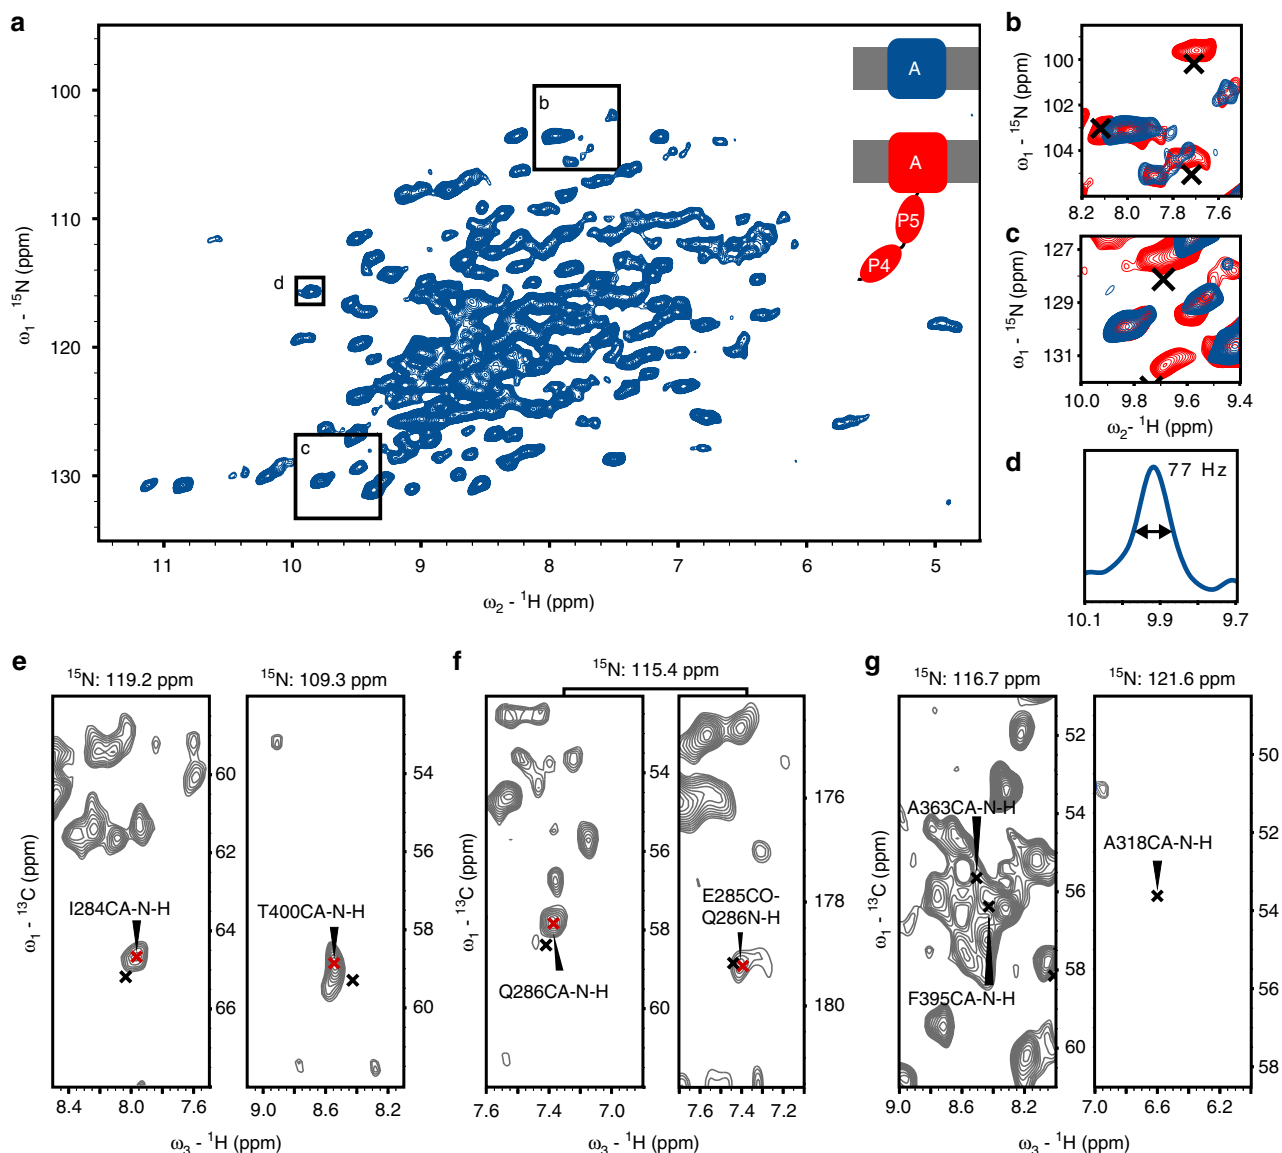 a
b
c
d
A
A
P5
P4
100
110
120
130
ω1 - 15N (ppm)
11
10
9
8
7
6
5
ω2 - 1H (ppm)
b
100
102
104
ω1 - 15N (ppm)
8.2
8.0
7.8
7.6
c
127
129
131
ω1 - 15N (ppm)
10.0
9.8
9.6
9.4
ω2- 1H (ppm)
d
77 Hz
10.1
9.9
9.7
e
15N: 119.2 ppm
15N: 109.3 ppm
I284CA-N-H
T400CA-N-H
60
62
64
66
54
56
58
60
8.4
8.0
7.6
9.0
8.6
8.2
ω3 - 1H (ppm)
ω1 - 13C (ppm)
f
15N: 115.4 ppm
Q286CA-N-H
E285CO-
Q286N-H
54
56
58
60
176
178
180
7.6
7.4
7.2
7.6
7.4
7.2
ω3 - 1H (ppm)
ω1 - 13C (ppm)
g
15N: 116.7 ppm
15N: 121.6 ppm
A363CA-N-H
F395CA-N-H
A318CA-N-H
52
54
56
58
60
50
52
54
56
58
9.0
8.6
8.2
7.0
6.6
6.2
ω3 - 1H (ppm)